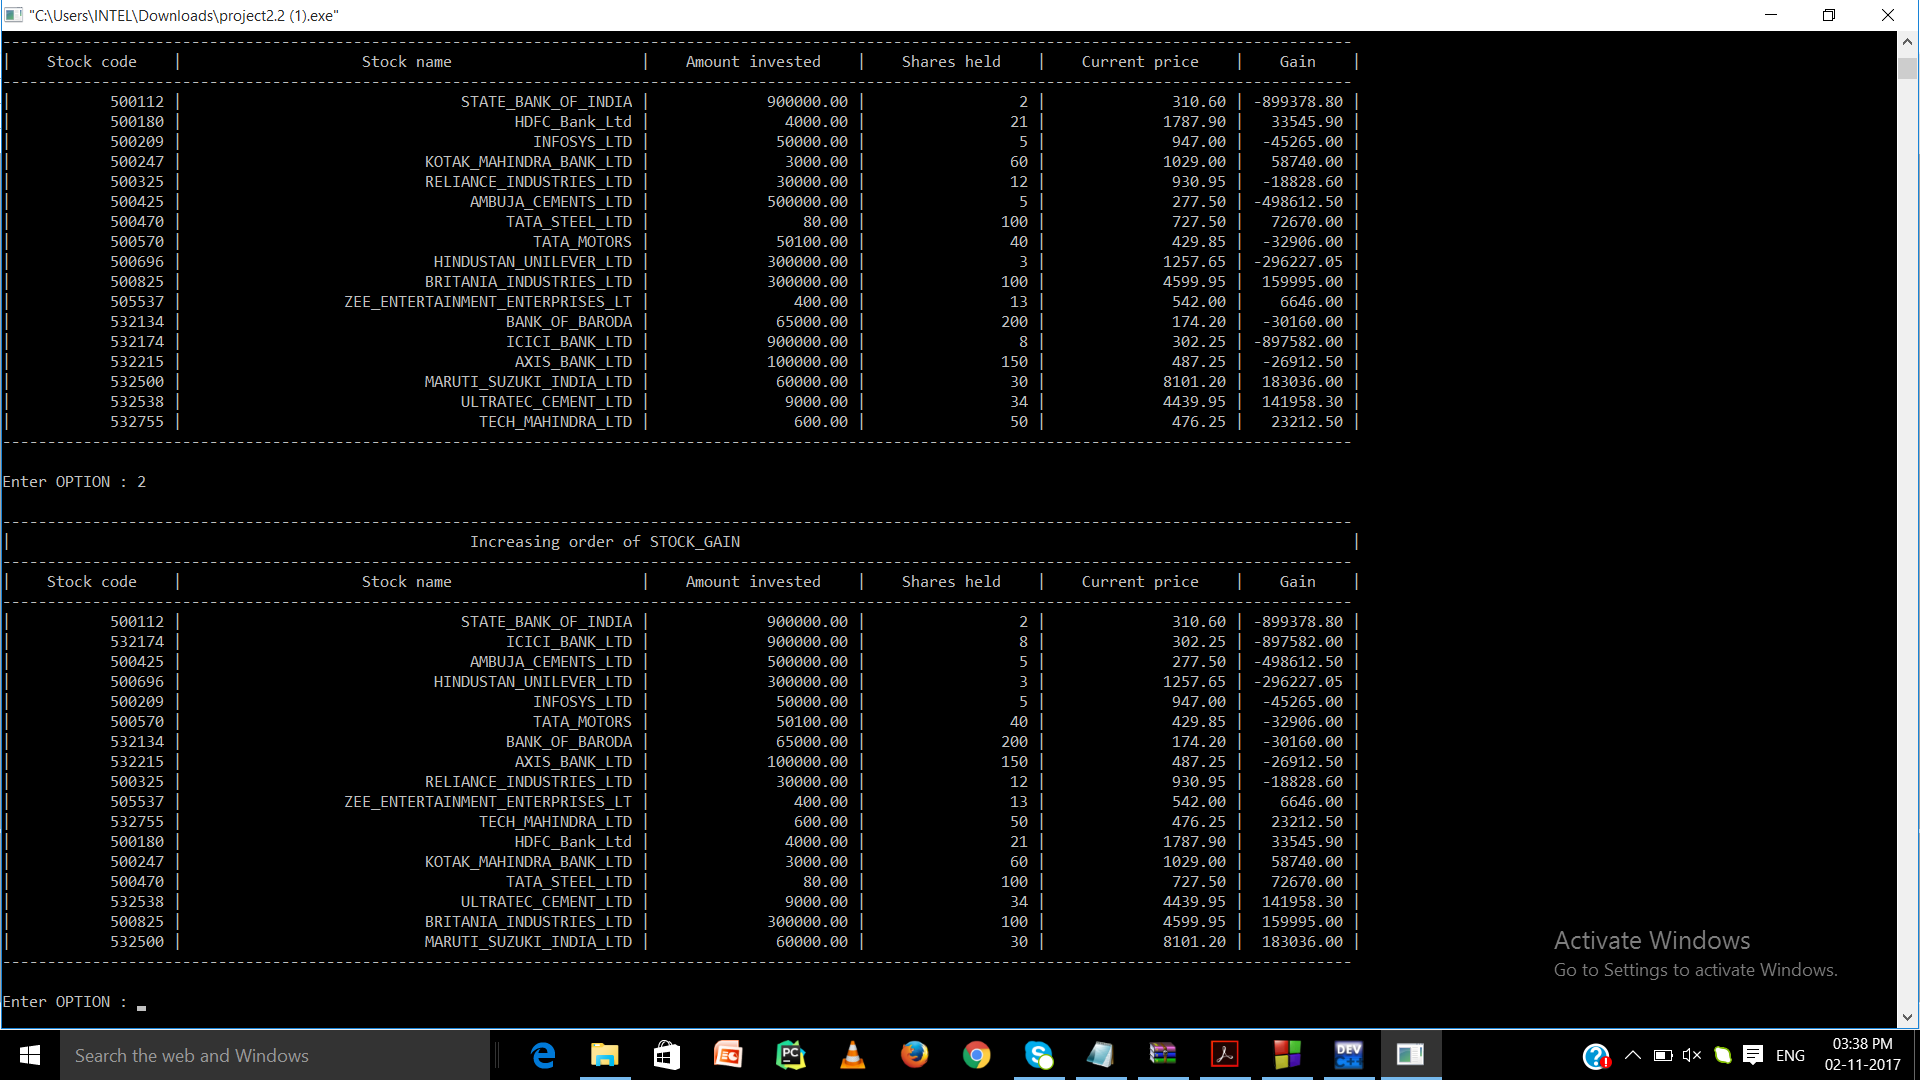 "C:\Users\INTEL\Downloads\project2.2 (1).exe"
| Stock code | Stock name | Amount invested | Shares held | Current price | Gain |
| 500112 | STATE_BANK_OF_INDIA | 900000.00 | 2 | 310.60 | -899378.80 |
| 500180 | HDFC_Bank_Ltd | 4000.00 | 21 | 1787.90 | 33545.90 |
| 500209 | INFOSYS_LTD | 50000.00 | 5 | 947.00 | -45265.00 |
| 500247 | KOTAK_MAHINDRA_BANK_LTD | 3000.00 | 60 | 1029.00 | 58740.00 |
| 500325 | RELIANCE_INDUSTRIES_LTD | 30000.00 | 12 | 930.95 | -18828.60 |
| 500425 | AMBUJA_CEMENTS_LTD | 500000.00 | 5 | 277.50 | -498612.50 |
| 500470 | TATA_STEEL_LTD | 80.00 | 100 | 727.50 | 72670.00 |
| 500570 | TATA_MOTORS | 50100.00 | 40 | 429.85 | -32906.00 |
| 500696 | HINDUSTAN_UNILEVER_LTD | 300000.00 | 3 | 1257.65 | -296227.05 |
| 500825 | BRITANIA_INDUSTRIES_LTD | 300000.00 | 100 | 4599.95 | 159995.00 |
| 505537 | ZEE_ENTERTAINMENT_ENTERPRISES_LT | 400.00 | 13 | 542.00 | 6646.00 |
| 532134 | BANK_OF_BARODA | 65000.00 | 200 | 174.20 | -30160.00 |
| 532174 | ICICI_BANK_LTD | 900000.00 | 8 | 302.25 | -897582.00 |
| 532215 | AXIS_BANK_LTD | 100000.00 | 150 | 487.25 | -26912.50 |
| 532500 | MARUTI_SUZUKI_INDIA_LTD | 60000.00 | 30 | 8101.20 | 183036.00 |
| 532538 | ULTRATEC_CEMENT_LTD | 9000.00 | 34 | 4439.95 | 141958.30 |
| 532755 | TECH_MAHINDRA_LTD | 600.00 | 50 | 476.25 | 23212.50 |
Enter OPTION : 2
| Increasing order of STOCK_GAIN |
| Stock code | Stock name | Amount invested | Shares held | Current price | Gain |
| 500112 | STATE_BANK_OF_INDIA | 900000.00 | 2 | 310.60 | -899378.80 |
| 532174 | ICICI_BANK_LTD | 900000.00 | 8 | 302.25 | -897582.00 |
| 500425 | AMBUJA_CEMENTS_LTD | 500000.00 | 5 | 277.50 | -498612.50 |
| 500696 | HINDUSTAN_UNILEVER_LTD | 300000.00 | 3 | 1257.65 | -296227.05 |
| 500209 | INFOSYS_LTD | 50000.00 | 5 | 947.00 | -45265.00 |
| 500570 | TATA_MOTORS | 50100.00 | 40 | 429.85 | -32906.00 |
| 532134 | BANK_OF_BARODA | 65000.00 | 200 | 174.20 | -30160.00 |
| 532215 | AXIS_BANK_LTD | 100000.00 | 150 | 487.25 | -26912.50 |
| 500325 | RELIANCE_INDUSTRIES_LTD | 30000.00 | 12 | 930.95 | -18828.60 |
| 505537 | ZEE_ENTERTAINMENT_ENTERPRISES_LT | 400.00 | 13 | 542.00 | 6646.00 |
| 532755 | TECH_MAHINDRA_LTD | 600.00 | 50 | 476.25 | 23212.50 |
| 500180 | HDFC_Bank_Ltd | 4000.00 | 21 | 1787.90 | 33545.90 |
| 500247 | KOTAK_MAHINDRA_BANK_LTD | 3000.00 | 60 | 1029.00 | 58740.00 |
| 500470 | TATA_STEEL_LTD | 80.00 | 100 | 727.50 | 72670.00 |
| 532538 | ULTRATEC_CEMENT_LTD | 9000.00 | 34 | 4439.95 | 141958.30 |
| 500825 | BRITANIA_INDUSTRIES_LTD | 300000.00 | 100 | 4599.95 | 159995.00 |
| 532500 | MARUTI_SUZUKI_INDIA_LTD | 60000.00 | 30 | 8101.20 | 183036.00 |
Enter OPTION : _
Activate Windows
Go to Settings to activate Windows.
Search the web and Windows
PC
DEV
ENG
03:38 PM
02-11-2017